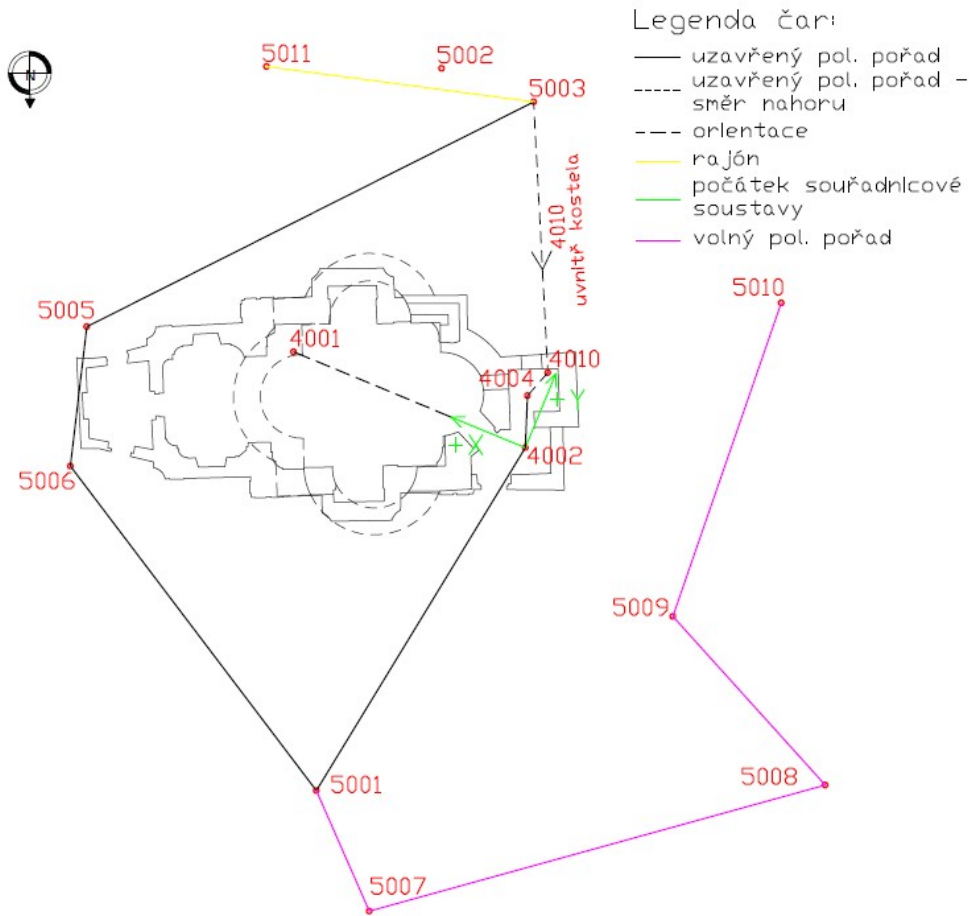 Legenda čar:
uzavřený pol. pořad
uzavřený pol. pořad –
směr nahoru
orientace
rajón
počátek souřadnicové
soustavy
volný pol. pořad
N
5011
5002
5003
4010
uvnitř kostela
5010
5005
4001
4010
4004
+ Y
+ X
4002
5006
5009
5008
5001
5007